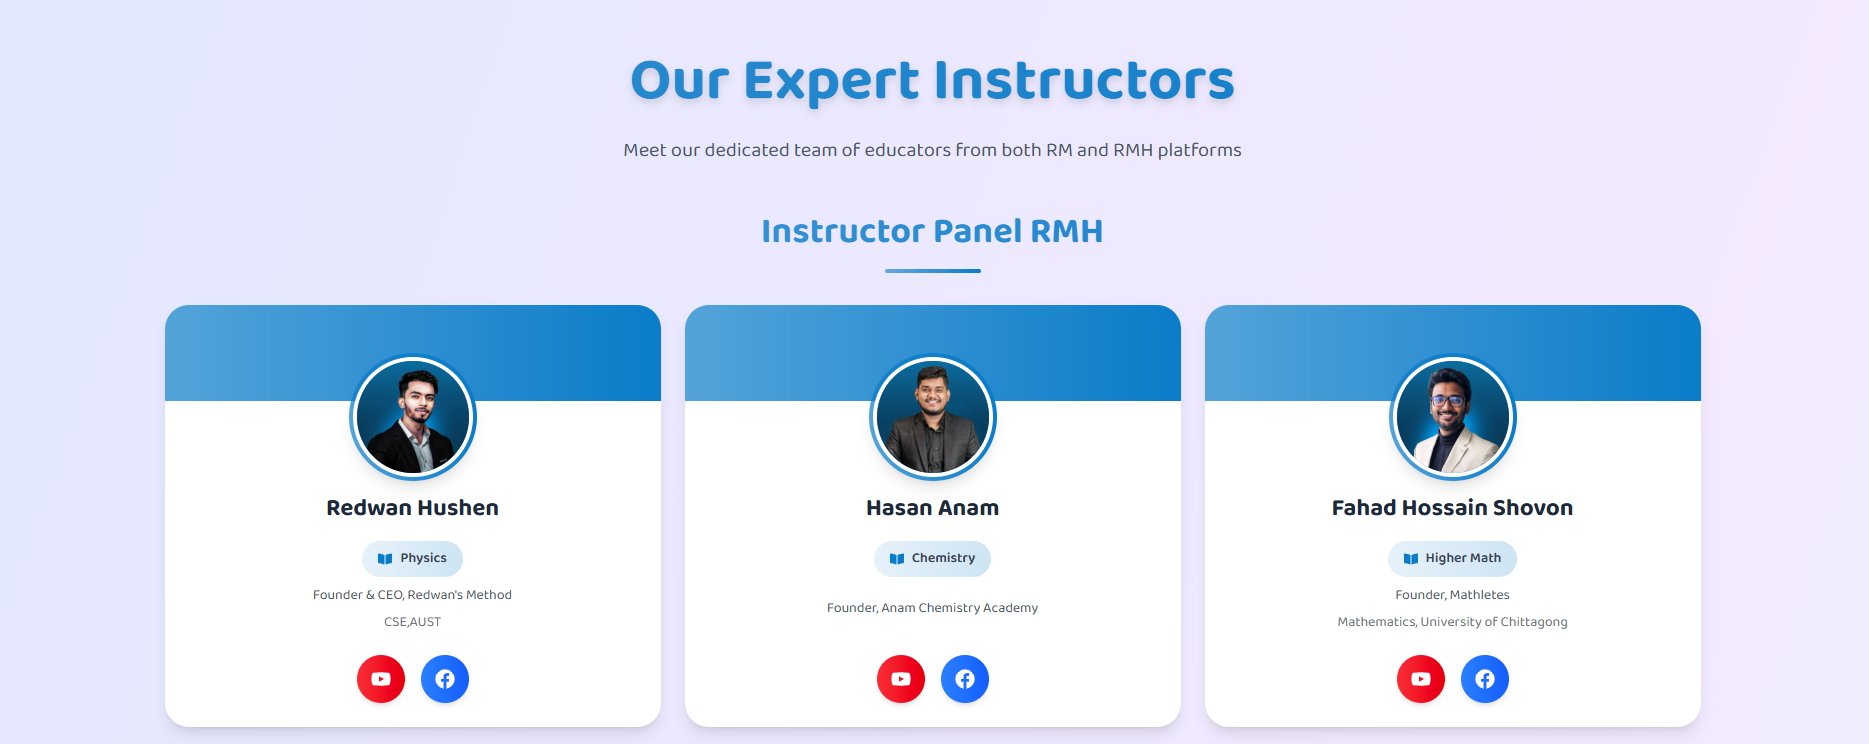 Our Expert Instructors
Meet our dedicated team of educators from both RM and RMH platforms
Instructor Panel RMH
Redwan Hushen
Physics
Founder & CEO, Redwan's Method
CSE,AUST
Hasan Anam
Chemistry
Founder, Anam Chemistry Academy
Fahad Hossain Shovon
Higher Math
Founder, Mathletes
Mathematics, University of Chittagong